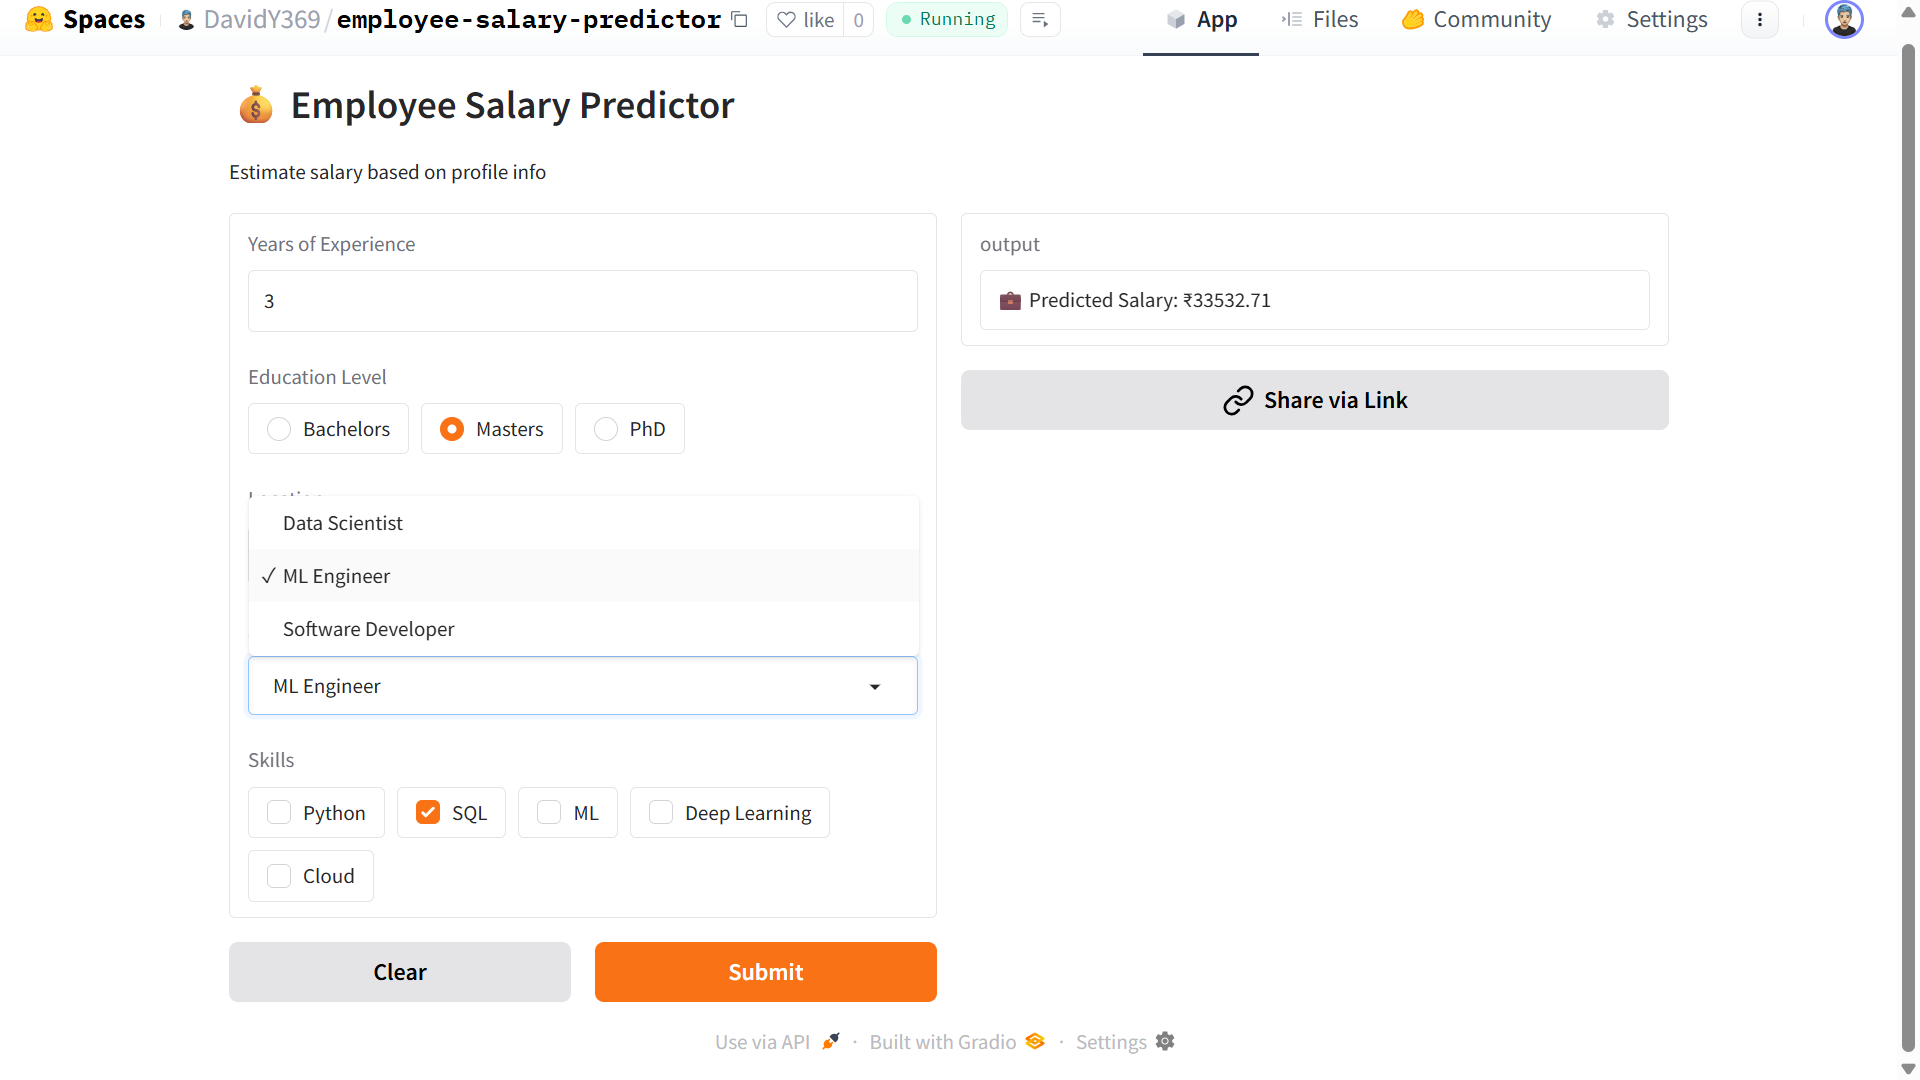 Spaces DavidY369/employee-salary-predictor like 0 Running App Files Community Settings
Employee Salary Predictor
Estimate salary based on profile info
Years of Experience
3
Education Level
Bachelors Masters PhD
Data Scientist
✓ ML Engineer
Software Developer
ML Engineer
Skills
Python SQL ML Deep Learning
Cloud
Clear Submit
output
Predicted Salary: ₹33532.71
Share via Link
Use via API · Built with Gradio · Settings